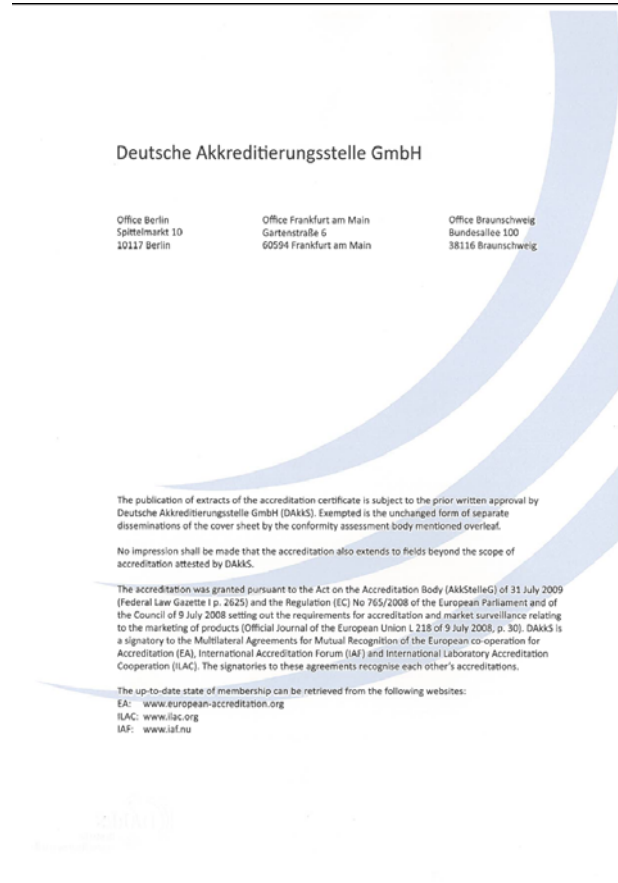 Deutsche Akkreditierungsstelle GmbH
Office Berlin
Spittelmarkt 10
10117 Berlin
Office Frankfurt am Main
Gartenstraße 6
60594 Frankfurt am Main
Office Braunschweig
Bundesallee 100
38116 Braunschweig
The publication of extracts of the accreditation certificate is subject to the prior written approval by
Deutsche Akkreditierungsstelle GmbH (DAkkS). Exempted is the unchanged form of separate
disseminations of the cover sheet by the conformity assessment body mentioned overleaf.
No impression shall be made that the accreditation also extends to fields beyond the scope of
accreditation attested by DAkkS.
The accreditation was granted pursuant to the Act on the Accreditation Body (AkkStelleG) of 31 July 2009
(Federal Law Gazette I p. 2625) and the Regulation (EC) No 765/2008 of the European Parliament and of
the Council of 9 July 2008 setting out the requirements for accreditation and market surveillance relating
to the marketing of products (Official Journal of the European Union L 218 of 9 July 2008, p. 30). DAkkS is
a signatory to the Multilateral Agreements for Mutual Recognition of the European co-operation for
Accreditation (EA), International Accreditation Forum (IAF) and International Laboratory Accreditation
Cooperation (ILAC). The signatories to these agreements recognise each other's accreditations.
The up-to-date state of membership can be retrieved from the following websites:
EA: www.european-accreditation.org
ILAC: www.ilac.org
IAF: www.iaf.nu